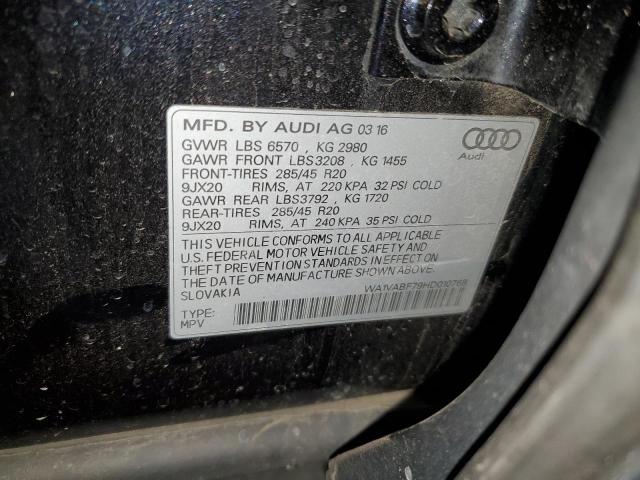 MFD. BY AUDI AG 03 16
GVWR LBS 6570 , KG 2980
GAWR FRONT LBS3208 , KG 1455
FRONT-TIRES 285/45 R20
9JX20 RIMS, AT 220 KPA 32 PSI COLD
GAWR REAR LBS3792 , KG 1720
REAR-TIRES 285/45 R20
9JX20 RIMS, AT 240 KPA 35 PSI COLD
Audi
THIS VEHICLE CONFORMS TO ALL APPLICABLE
U.S. FEDERAL MOTOR VEHICLE SAFETY AND
THEFT PREVENTION STANDARDS IN EFFECT ON
THE DATE OF MANUFACTURE SHOWN ABOVE.
SLOVAKIA
WA1VABF79HD010768
TYPE:
MPV